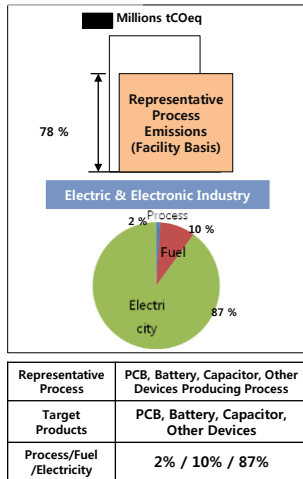 Millions tCOeq
78 %
Representative
Process
Emissions
(Facility Basis)
Electric & Electronic Industry
Process
2 %
10 %
Fuel
Electri
city
87 %
Representative
Process
PCB, Battery, Capacitor, Other
Devices Producing Process
Target
Products
PCB, Battery, Capacitor,
Other Devices
Process/Fuel
/Electricity
2% / 10% / 87%